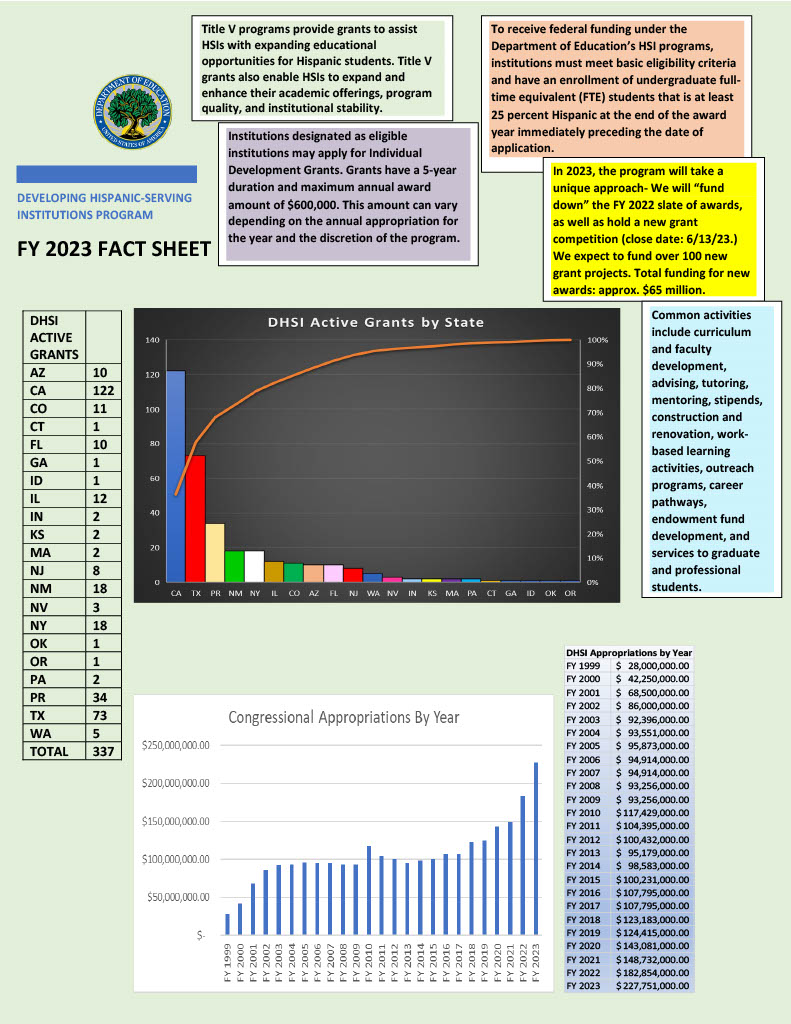 DEPARTMENT OF EDUCATION
UNITED STATES OF AMERICA
DEVELOPING HISPANIC-SERVING
INSTITUTIONS PROGRAM
FY 2023 FACT SHEET
Title V programs provide grants to assist
HSIs with expanding educational
opportunities for Hispanic students. Title V
grants also enable HSIs to expand and
enhance their academic offerings, program
quality, and institutional stability.
Institutions designated as eligible
institutions may apply for Individual
Development Grants. Grants have a 5-year
duration and maximum annual award
amount of $600,000. This amount can vary
depending on the annual appropriation for
the year and the discretion of the program.
To receive federal funding under the
Department of Education's HSI programs,
institutions must meet basic eligibility criteria
and have an enrollment of undergraduate full-
time equivalent (FTE) students that is at least
25 percent Hispanic at the end of the award
year immediately preceding the date of
application.
In 2023, the program will take a
unique approach- We will "fund
down" the FY 2022 slate of awards,
as well as hold a new grant
competition (close date: 6/13/23.)
We expect to fund over 100 new
grant projects. Total funding for new
awards: approx. $65 million.
Common activities
include curriculum
and faculty
development,
advising, tutoring,
mentoring, stipends,
construction and
renovation, work-
based learning
activities, outreach
programs, career
pathways,
endowment fund
development, and
services to graduate
and professional
students.
DHSI
ACTIVE
GRANTS
AZ 10
CA 122
CO 11
CT 1
FL 10
GA 1
ID 1
IL 12
IN 2
KS 2
MA 2
NJ 8
NM 18
NV 3
NY 18
OK 1
OR 1
PA 2
PR 34
TX 73
WA 5
TOTAL 337
DHSI Active Grants by State
140
120
100
80
60
40
20
0
100%
90%
80%
70%
60%
50%
40%
30%
20%
10%
0%
CA TX PR NM NY IL CO AZ FL NJ WA NV IN KS MA PA CT GA ID OK OR
Congressional Appropriations By Year
$250,000,000.00
$200,000,000.00
$150,000,000.00
$100,000,000.00
$50,000,000.00
$-
FY 1999
FY 2000
FY 2001
FY 2002
FY 2003
FY 2004
FY 2005
FY 2006
FY 2007
FY 2008
FY 2009
FY 2010
FY 2011
FY 2012
FY 2013
FY 2014
FY 2015
FY 2016
FY 2017
FY 2018
FY 2019
FY 2020
FY 2021
FY 2022
FY 2023
DHSI Appropriations by Year
FY 1999 $ 28,000,000.00
FY 2000 $ 42,250,000.00
FY 2001 $ 68,500,000.00
FY 2002 $ 86,000,000.00
FY 2003 $ 92,396,000.00
FY 2004 $ 93,551,000.00
FY 2005 $ 95,873,000.00
FY 2006 $ 94,914,000.00
FY 2007 $ 94,914,000.00
FY 2008 $ 93,256,000.00
FY 2009 $ 93,256,000.00
FY 2010 $ 117,429,000.00
FY 2011 $ 104,395,000.00
FY 2012 $ 100,432,000.00
FY 2013 $ 95,179,000.00
FY 2014 $ 98,583,000.00
FY 2015 $ 100,231,000.00
FY 2016 $ 107,795,000.00
FY 2017 $ 107,795,000.00
FY 2018 $ 123,183,000.00
FY 2019 $ 124,415,000.00
FY 2020 $ 143,081,000.00
FY 2021 $ 148,732,000.00
FY 2022 $ 182,854,000.00
FY 2023 $ 227,751,000.00